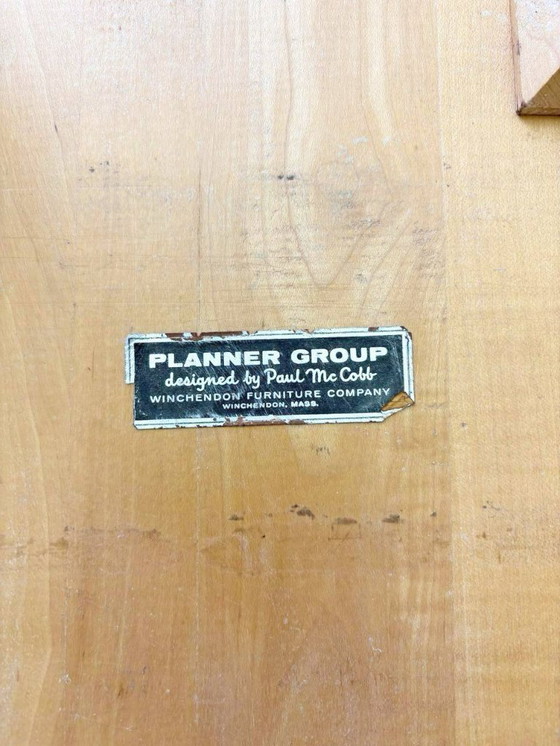 PLANNER GROUP
designed by Paul McCobb
WINCHENDON FURNITURE COMPANY
WINCHENDON, MASS.